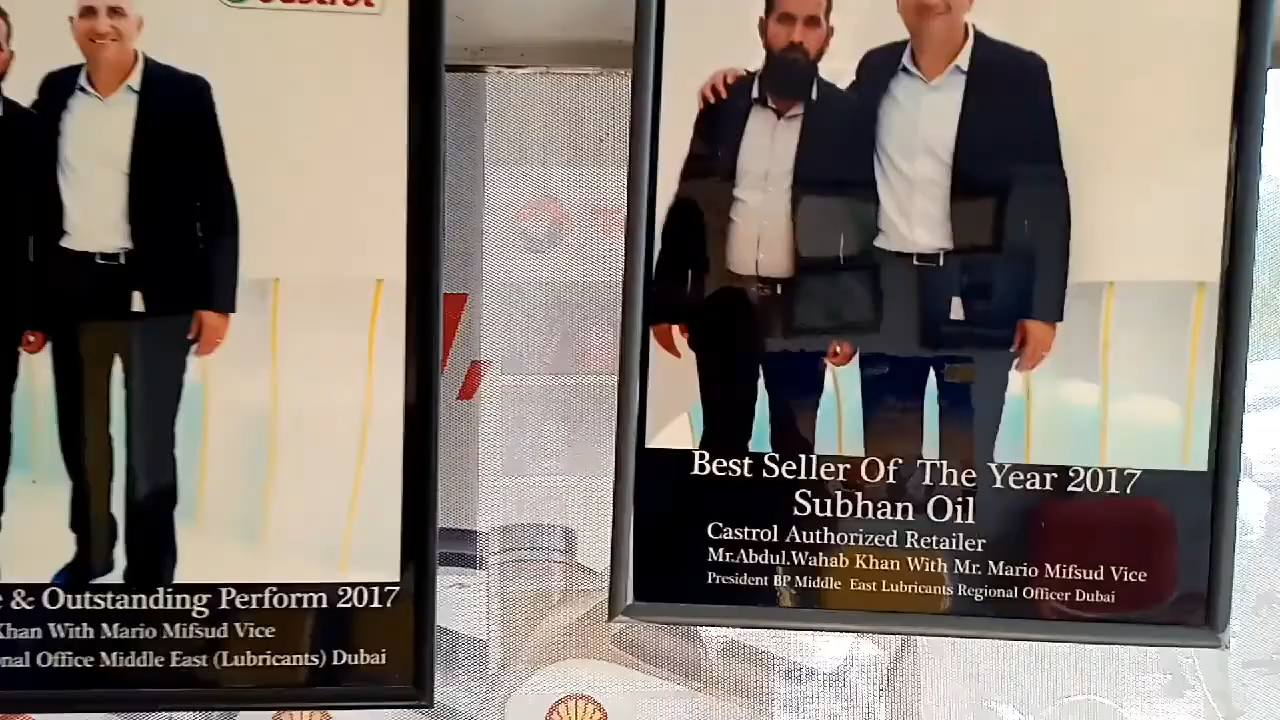 Castrol
& Outstanding Perform 2017
Khan With Mario Mifsud Vice
nal Office Middle East (Lubricants) Dubai
Best Seller Of The Year 2017
Subhan Oil
Castrol Authorized Retailer
Mr.Abdul.Wahab Khan With Mr. Mario Mifsud Vice
President BP Middle East Lubricants Regional Officer Dubai